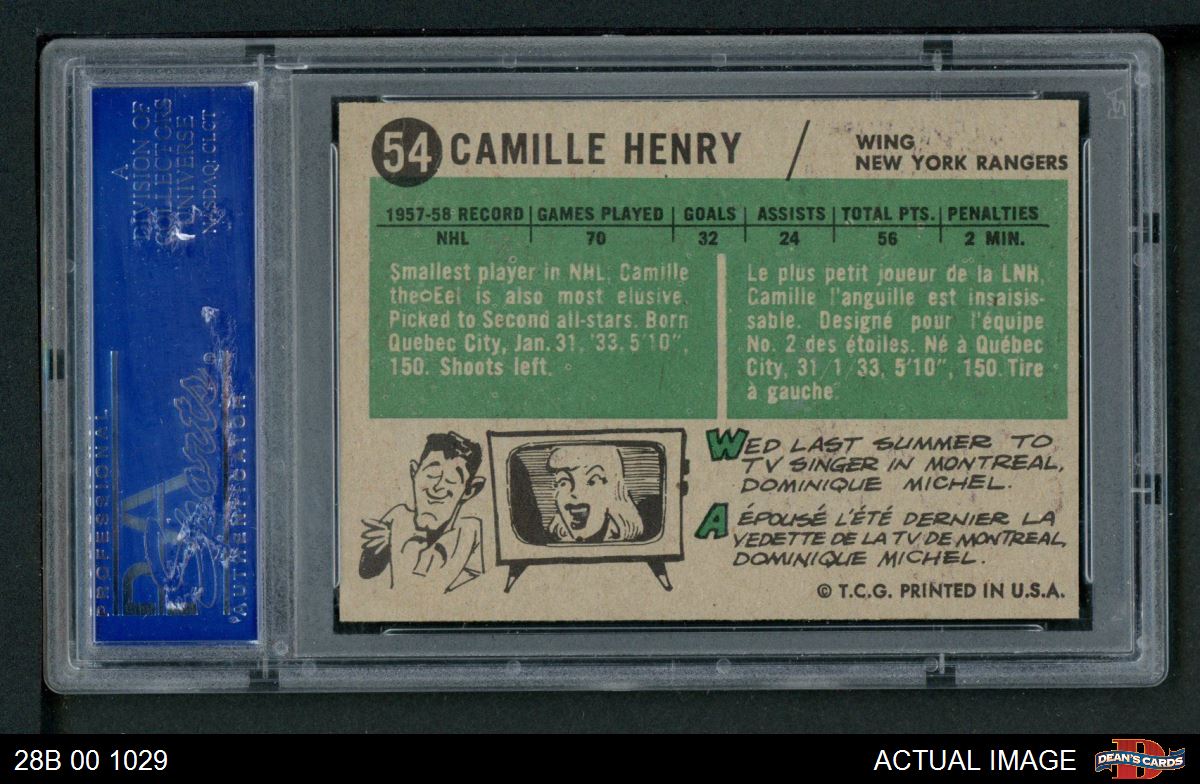 54 CAMILLE HENRY
WING
NEW YORK RANGERS
1957-58 RECORD GAMES PLAYED GOALS ASSISTS TOTAL PTS. PENALTIES
NHL 70 32 24 56 2 MIN.
Smallest player in NHL, Camille
the Eel is also most elusive.
Picked to Second all-stars. Born
Quebec City, Jan. 31, '33. 5'10",
150. Shoots left.
Le plus petit joueur de la LNH,
Camille l'anguille est insaisis-
sable. Designé pour l'équipe
No. 2 des étoiles. Né à Québec
City, 31/1/33, 5'10", 150. Tire
à gauche
WED LAST SUMMER TO
TV SINGER IN MONTREAL,
DOMINIQUE MICHEL.
A ÉPOUSÉ L'ÉTÉ DERNIER LA
VEDETTE DE LA TV DE MONTREAL,
DOMINIQUE MICHEL.
© T.C.G. PRINTED IN U.S.A.
A
DIVISION OF
COLLECTORS
UNIVERSE
NASDAQ: CLCT
PROFESSIONAL
PSA
Sports
AUTHENTICATOR
28B 00 1029
ACTUAL IMAGE
D
DEAN'S CARDS